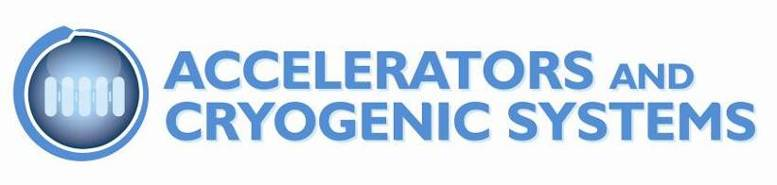 ACCELERATORS AND
CRYOGENIC SYSTEMS